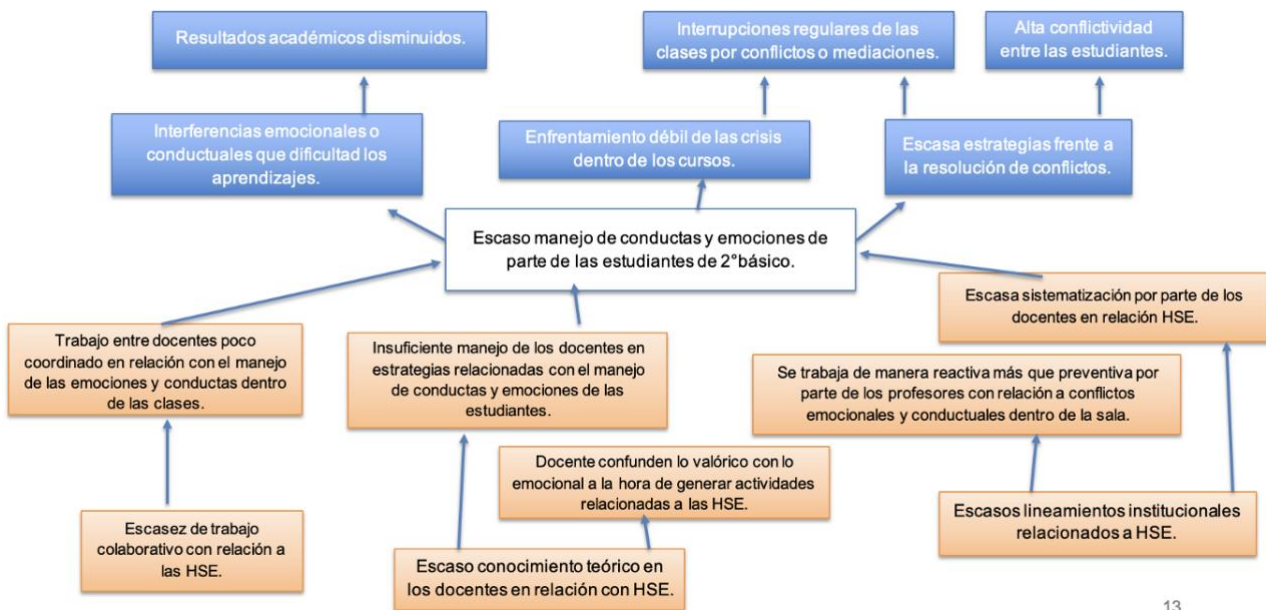 Resultados académicos disminuidos.
Interrupciones regulares de las
clases por conflictos o mediaciones.
Alta conflictividad
entre las estudiantes.
Interferencias emocionales o
conductuales que dificultad los
aprendizajes.
Enfrentamiento débil de las crisis
dentro de los cursos.
Escasa estrategias frente a
la resolución de conflictos.
Escaso manejo de conductas y emociones de
parte de las estudiantes de 2°básico.
Trabajo entre docentes poco
coordinado en relación con el manejo
de las emociones y conductas dentro
de las clases.
Insuficiente manejo de los docentes en
estrategias relacionadas con el manejo
de conductas y emociones de las
estudiantes.
Escasa sistematización por parte de los
docentes en relación HSE.
Se trabaja de manera reactiva más que preventiva por
parte de los profesores con relación a conflictos
emocionales y conductuales dentro de la sala.
Docente confunden lo valórico con lo
emocional a la hora de generar actividades
relacionadas a las HSE.
Escasez de trabajo
colaborativo con relación a
las HSE.
Escaso conocimiento teórico en
los docentes en relación con HSE.
Escasos lineamientos institucionales
relacionados a HSE.
13